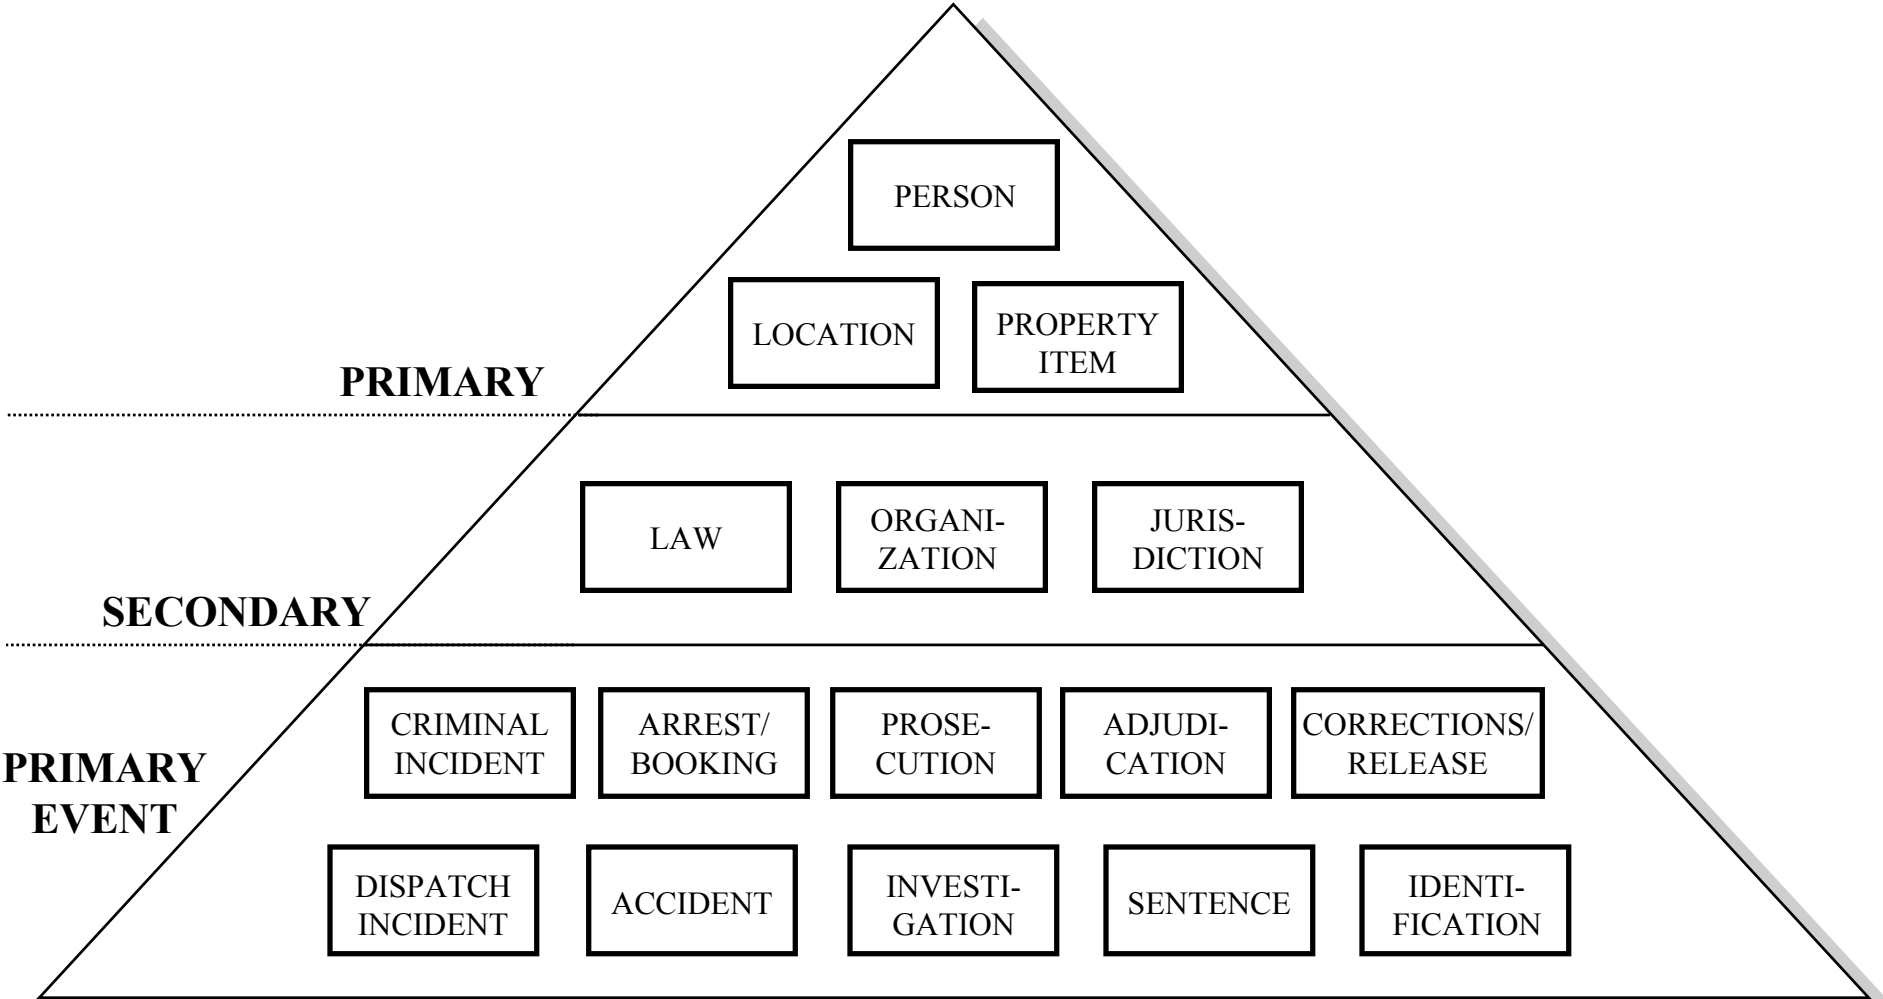 PERSON
LOCATION
PROPERTY
ITEM
PRIMARY
LAW
ORGANI-
ZATION
JURIS-
DICTION
SECONDARY
CRIMINAL
INCIDENT
ARREST/
BOOKING
PROSE-
CUTION
ADJUDI-
CATION
CORRECTIONS/
RELEASE
PRIMARY
EVENT
DISPATCH
INCIDENT
ACCIDENT
INVESTI-
GATION
SENTENCE
IDENTI-
FICATION